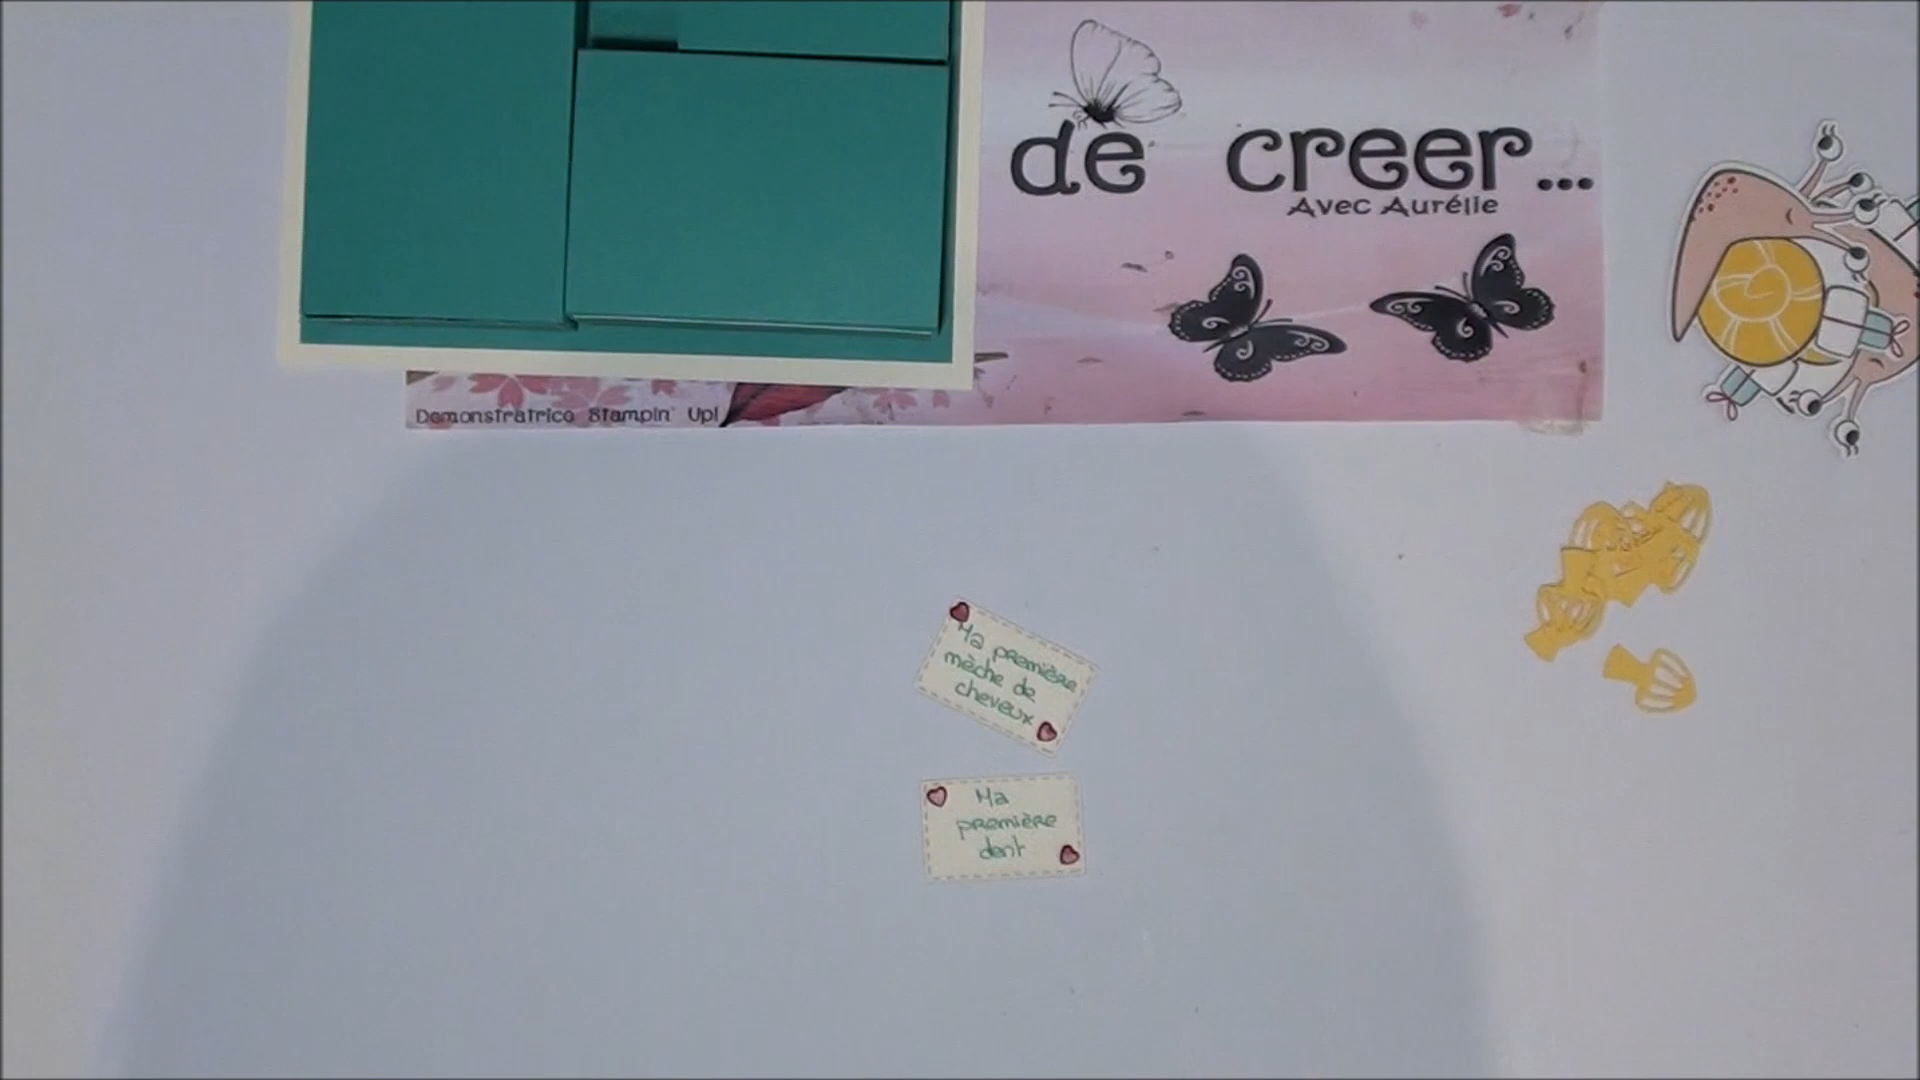 de creer...
Avec Aurélie
Demonstratrice Stampin' Up!
Ma première
mèche de
cheveux
Ma
première
dent